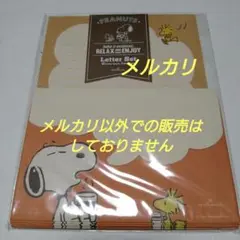 PEANUTS
RELAX AND ENJOY
Letter Set
メルカリ
メルカリ以外での販売は
しておりません